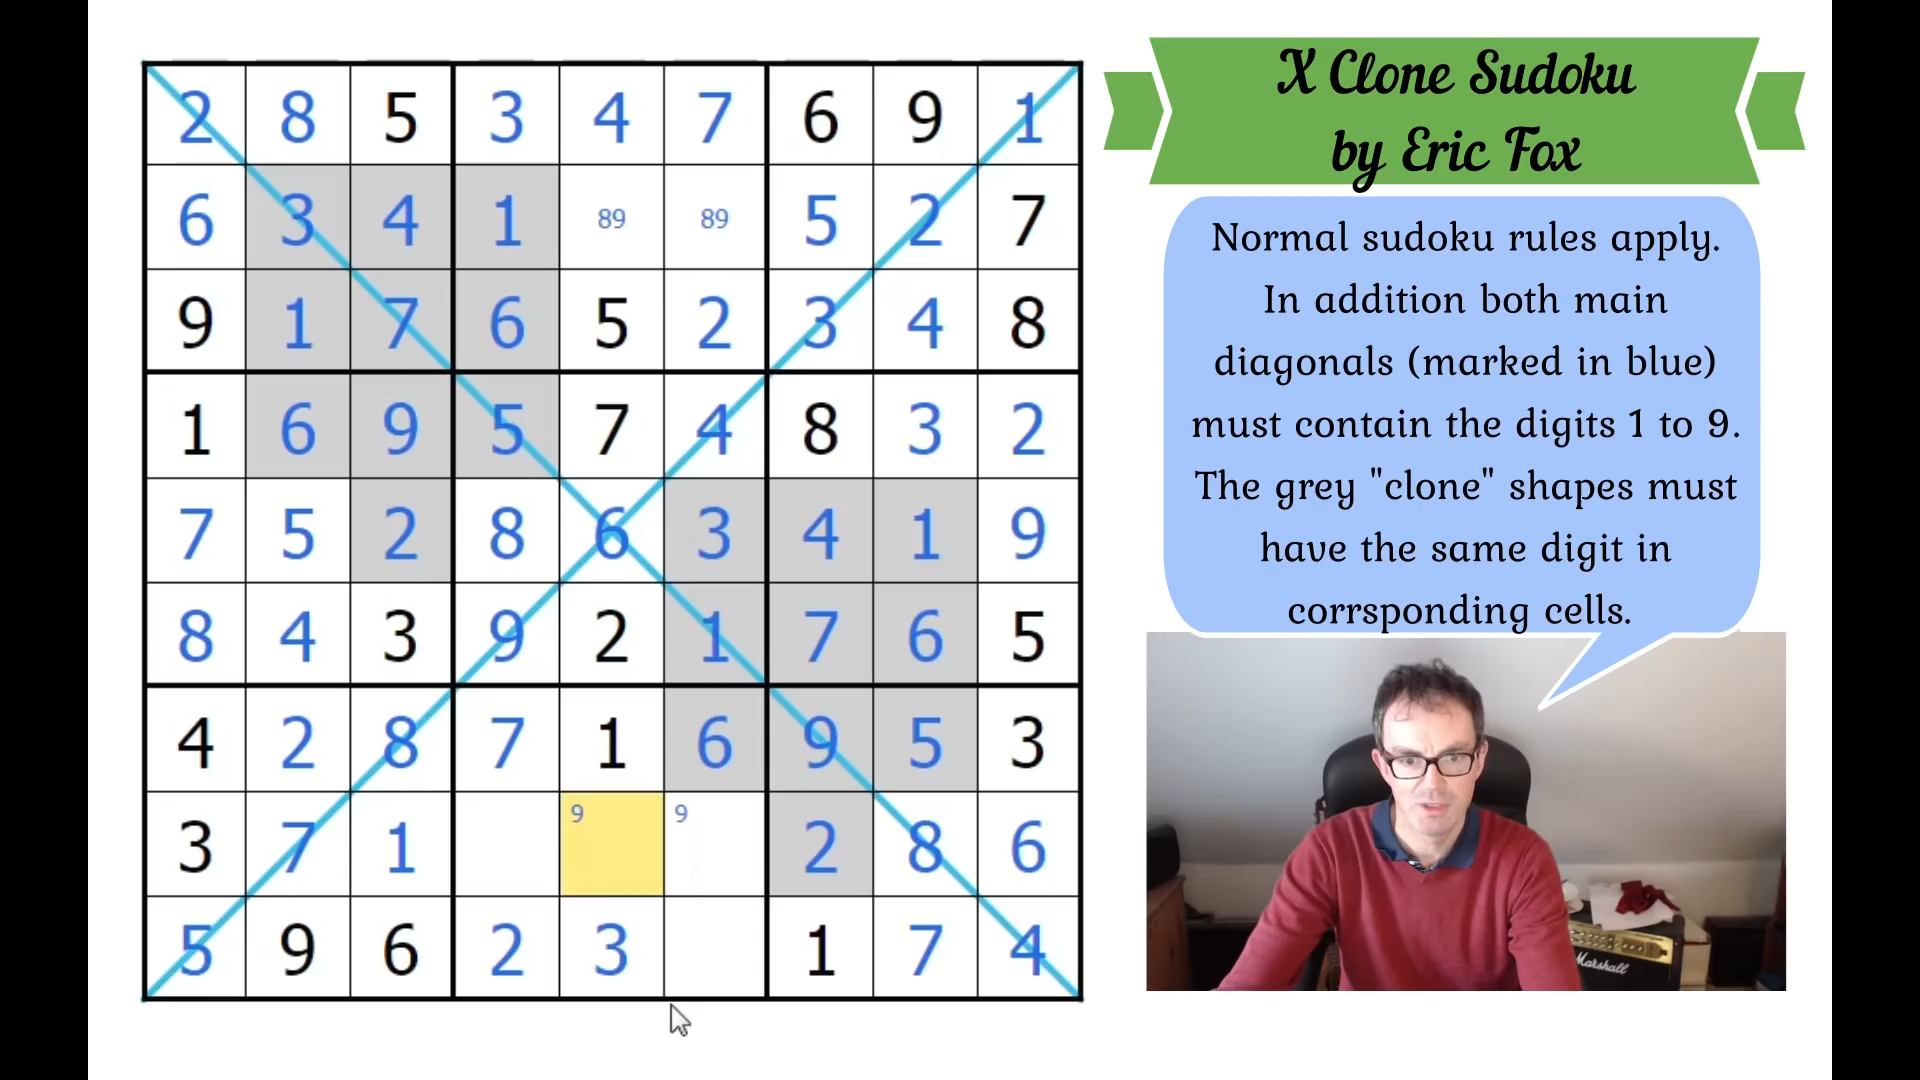 X Clone Sudoku
by Eric Fox
Normal sudoku rules apply.
In addition both main
diagonals (marked in blue)
must contain the digits 1 to 9.
The grey "clone" shapes must
have the same digit in
corrsponding cells.
2 8 5 3 4 7 6 9 1
6 3 4 1 89 89 5 2 7
9 1 7 6 5 2 3 4 8
1 6 9 5 7 4 8 3 2
7 5 2 8 6 3 4 1 9
8 4 3 9 2 1 7 6 5
4 2 8 7 1 6 9 5 3
3 7 1 9 9 2 8 6
5 9 6 2 3 1 7 4
Marshall